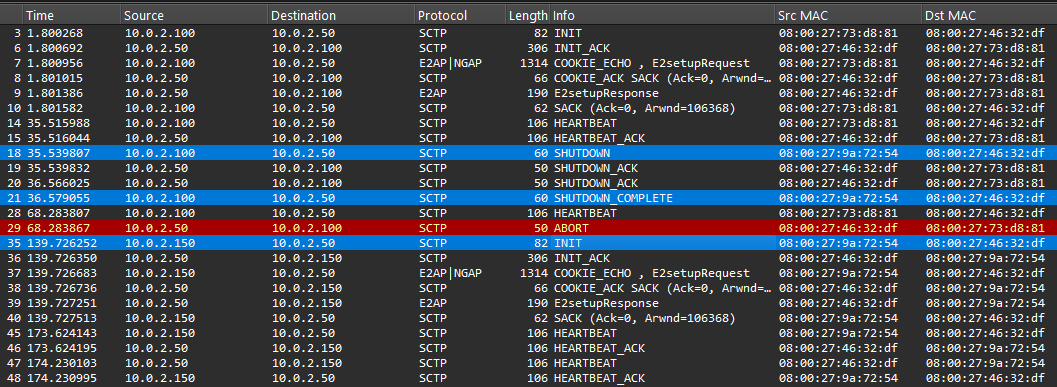 Time Source Destination Protocol Length Info Src MAC Dst MAC
3 1.800268 10.0.2.100 10.0.2.50 SCTP 82 INIT 08:00:27:73:d8:81 08:00:27:46:32:df
6 1.800692 10.0.2.50 10.0.2.100 SCTP 306 INIT_ACK 08:00:27:46:32:df 08:00:27:73:d8:81
7 1.800956 10.0.2.100 10.0.2.50 E2AP|NGAP 1314 COOKIE_ECHO , E2setupRequest 08:00:27:73:d8:81 08:00:27:46:32:df
8 1.801015 10.0.2.50 10.0.2.100 SCTP 66 COOKIE_ACK SACK (Ack=0, Arwnd=… 08:00:27:46:32:df 08:00:27:73:d8:81
9 1.801386 10.0.2.50 10.0.2.100 E2AP 190 E2setupResponse 08:00:27:46:32:df 08:00:27:73:d8:81
10 1.801582 10.0.2.100 10.0.2.50 SCTP 62 SACK (Ack=0, Arwnd=106368) 08:00:27:73:d8:81 08:00:27:46:32:df
14 35.515988 10.0.2.100 10.0.2.50 SCTP 106 HEARTBEAT 08:00:27:73:d8:81 08:00:27:46:32:df
15 35.516044 10.0.2.50 10.0.2.100 SCTP 106 HEARTBEAT_ACK 08:00:27:46:32:df 08:00:27:73:d8:81
18 35.539807 10.0.2.100 10.0.2.50 SCTP 60 SHUTDOWN 08:00:27:9a:72:54 08:00:27:46:32:df
19 35.539832 10.0.2.50 10.0.2.100 SCTP 50 SHUTDOWN_ACK 08:00:27:46:32:df 08:00:27:73:d8:81
20 36.566025 10.0.2.50 10.0.2.100 SCTP 50 SHUTDOWN_ACK 08:00:27:46:32:df 08:00:27:73:d8:81
21 36.579055 10.0.2.100 10.0.2.50 SCTP 60 SHUTDOWN_COMPLETE 08:00:27:9a:72:54 08:00:27:46:32:df
28 68.283807 10.0.2.100 10.0.2.50 SCTP 106 HEARTBEAT 08:00:27:73:d8:81 08:00:27:46:32:df
29 68.283867 10.0.2.50 10.0.2.100 SCTP 50 ABORT 08:00:27:46:32:df 08:00:27:73:d8:81
35 139.726252 10.0.2.150 10.0.2.50 SCTP 82 INIT 08:00:27:9a:72:54 08:00:27:46:32:df
36 139.726350 10.0.2.50 10.0.2.150 SCTP 306 INIT_ACK 08:00:27:46:32:df 08:00:27:9a:72:54
37 139.726683 10.0.2.150 10.0.2.50 E2AP|NGAP 1314 COOKIE_ECHO , E2setupRequest 08:00:27:9a:72:54 08:00:27:46:32:df
38 139.726736 10.0.2.50 10.0.2.150 SCTP 66 COOKIE_ACK SACK (Ack=0, Arwnd=… 08:00:27:46:32:df 08:00:27:9a:72:54
39 139.727251 10.0.2.50 10.0.2.150 E2AP 190 E2setupResponse 08:00:27:46:32:df 08:00:27:9a:72:54
40 139.727513 10.0.2.150 10.0.2.50 SCTP 62 SACK (Ack=0, Arwnd=106368) 08:00:27:9a:72:54 08:00:27:46:32:df
45 173.624143 10.0.2.150 10.0.2.50 SCTP 106 HEARTBEAT 08:00:27:9a:72:54 08:00:27:46:32:df
46 173.624195 10.0.2.50 10.0.2.150 SCTP 106 HEARTBEAT_ACK 08:00:27:46:32:df 08:00:27:9a:72:54
47 174.230103 10.0.2.50 10.0.2.150 SCTP 106 HEARTBEAT 08:00:27:46:32:df 08:00:27:9a:72:54
48 174.230995 10.0.2.150 10.0.2.50 SCTP 106 HEARTBEAT_ACK 08:00:27:9a:72:54 08:00:27:46:32:df